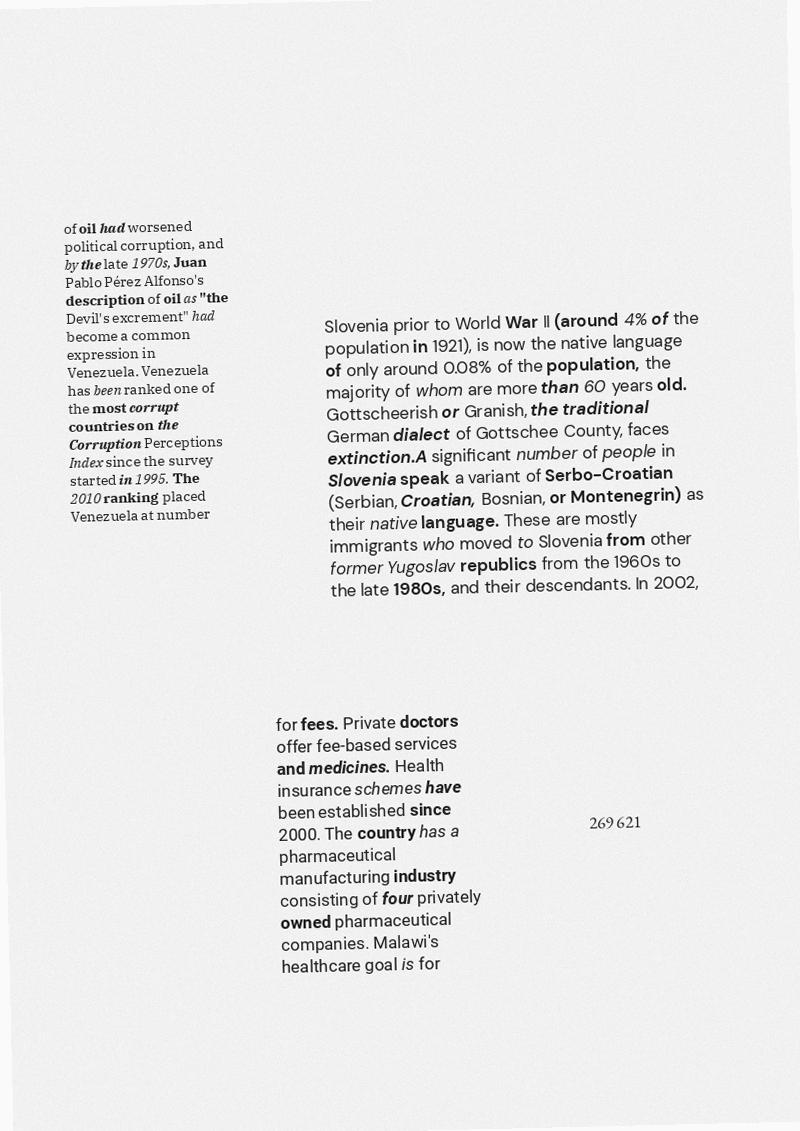 of oil had worsened
political corruption, and
by the late 1970s, Juan
Pablo Pérez Alfonso's
description of oil as "the
Devil's excrement" had
become a common
expression in
Venezuela. Venezuela
has been ranked one of
the most corrupt
countries on the
Corruption Perceptions
Index since the survey
started in 1995. The
2010 ranking placed
Venezuela at number
Slovenia prior to World War II (around 4% of the
population in 1921), is now the native language
of only around 0.08% of the population, the
majority of whom are more than 60 years old.
Gottscheerish or Granish, the traditional
German dialect of Gottschee County, faces
extinction.A significant number of people in
Slovenia speak a variant of Serbo-Croatian
(Serbian, Croatian, Bosnian, or Montenegrin) as
their native language. These are mostly
immigrants who moved to Slovenia from other
former Yugoslav republics from the 1960s to
the late 1980s, and their descendants. In 2002,
for fees. Private doctors
offer fee-based services
and medicines. Health
insurance schemes have
been established since
2000. The country has a
pharmaceutical
manufacturing industry
consisting of four privately
owned pharmaceutical
companies. Malawi's
healthcare goal is for
269 621